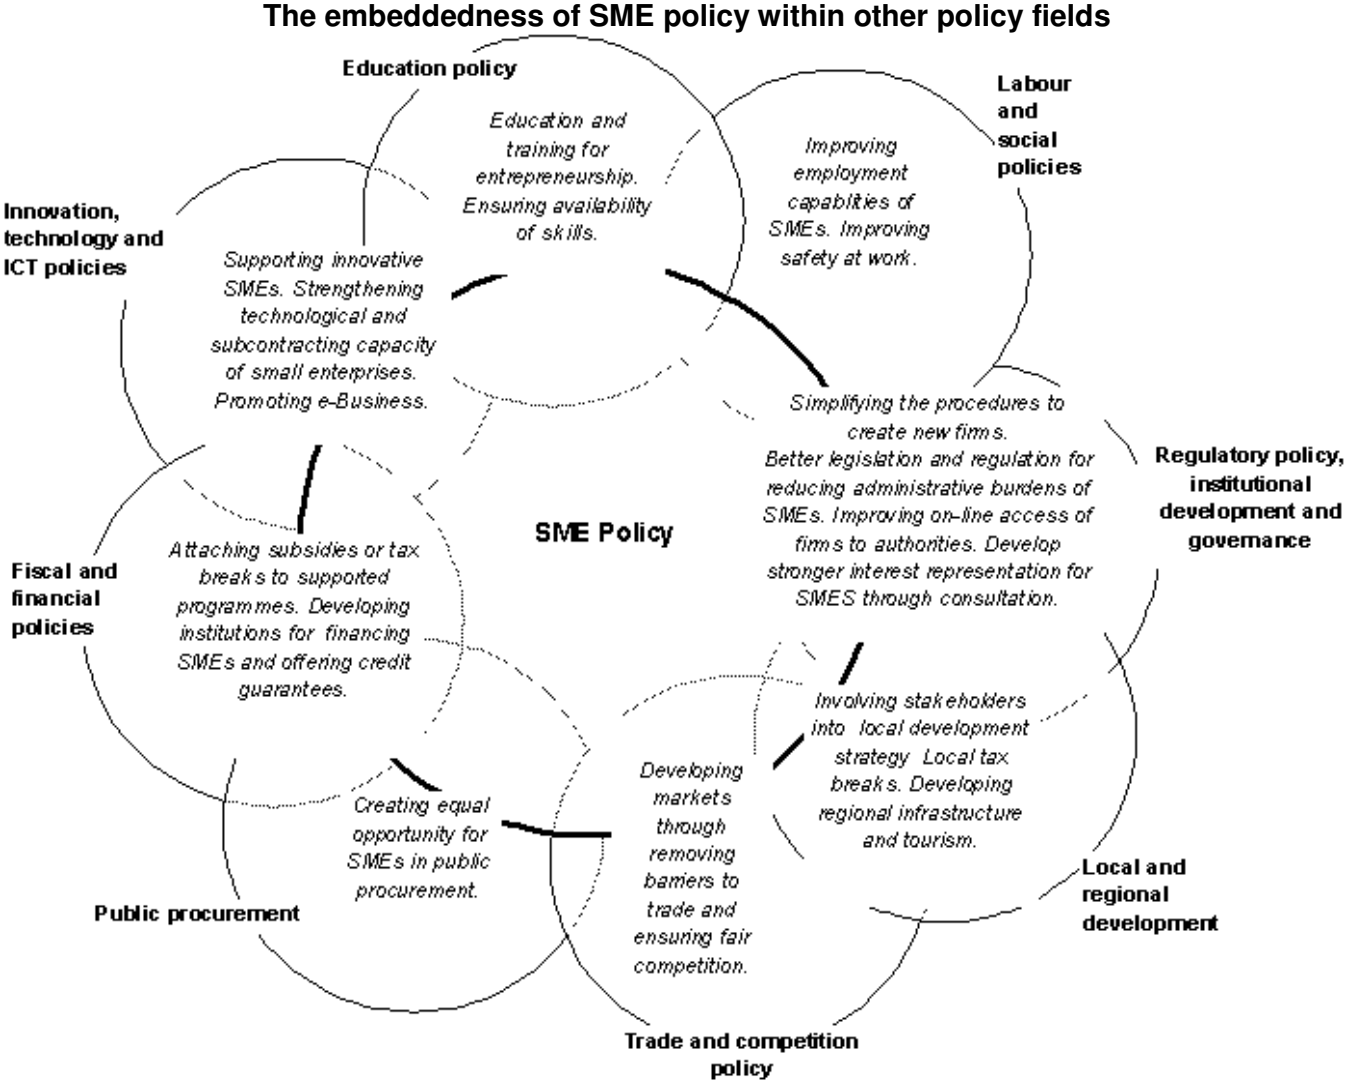 The embeddedness of SME policy within other policy fields
Education policy
Education and
training for
entrepreneurship.
Ensuring availability
of skills.
Labour
and
social
policies
Improving
employment
capablities of
SMEs. Improving
safety at work.
Innovation,
technology and
ICT policies
Supporting innovative
SMEs. Strengthening
technological and
subcontracting capacity
of small enterprises.
Promoting e-Business.
Simplifying the procedures to
create new firms.
Better legislation and regulation for
reducing administrative burdens of
SMEs. Improving on-line access of
firms to authorities. Develop
stronger interest representation for
SMES through consultation.
Regulatory policy,
institutional
development and
governance
SME Policy
Fiscal and
financial
policies
Attaching subsidies or tax
breaks to supported
programmes. Developing
institutions for financing
SMEs and offering credit
guarantees.
Involving stakeholders
into local development
strategy Local tax
breaks. Developing
regional infrastructure
and tourism.
Local and
regional
development
Creating equal
opportunity for
SMEs in public
procurement.
Public procurement
Developing
markets
through
removing
barriers to
trade and
ensuring fair
competition.
Trade and competition
policy